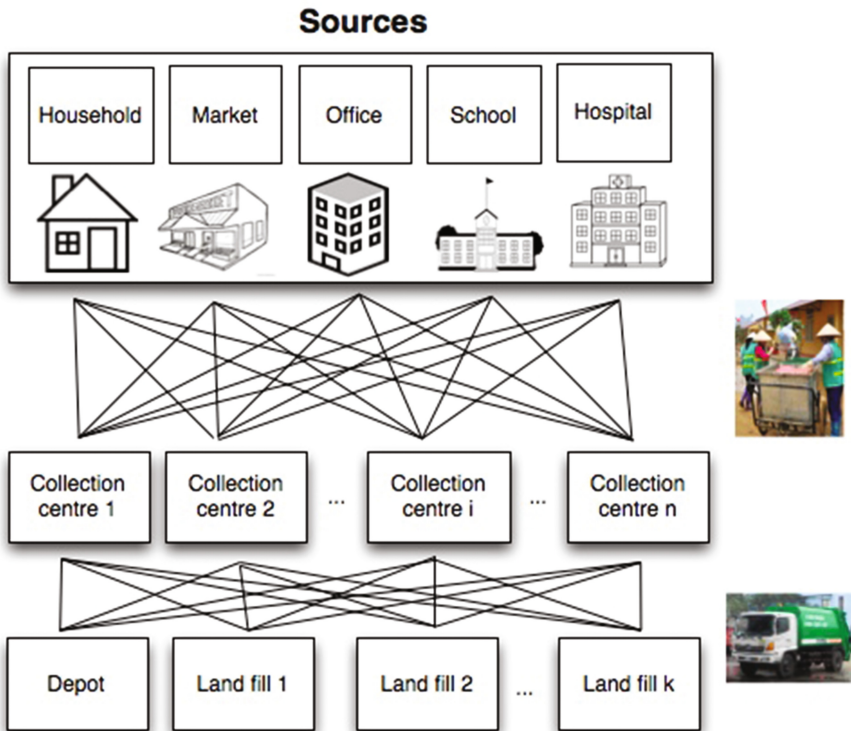 Sources
Household
Market
Office
School
Hospital
Collection
centre 1
Collection
centre 2
...
Collection
centre i
...
Collection
centre n
Depot
Land fill 1
Land fill 2
...
Land fill k